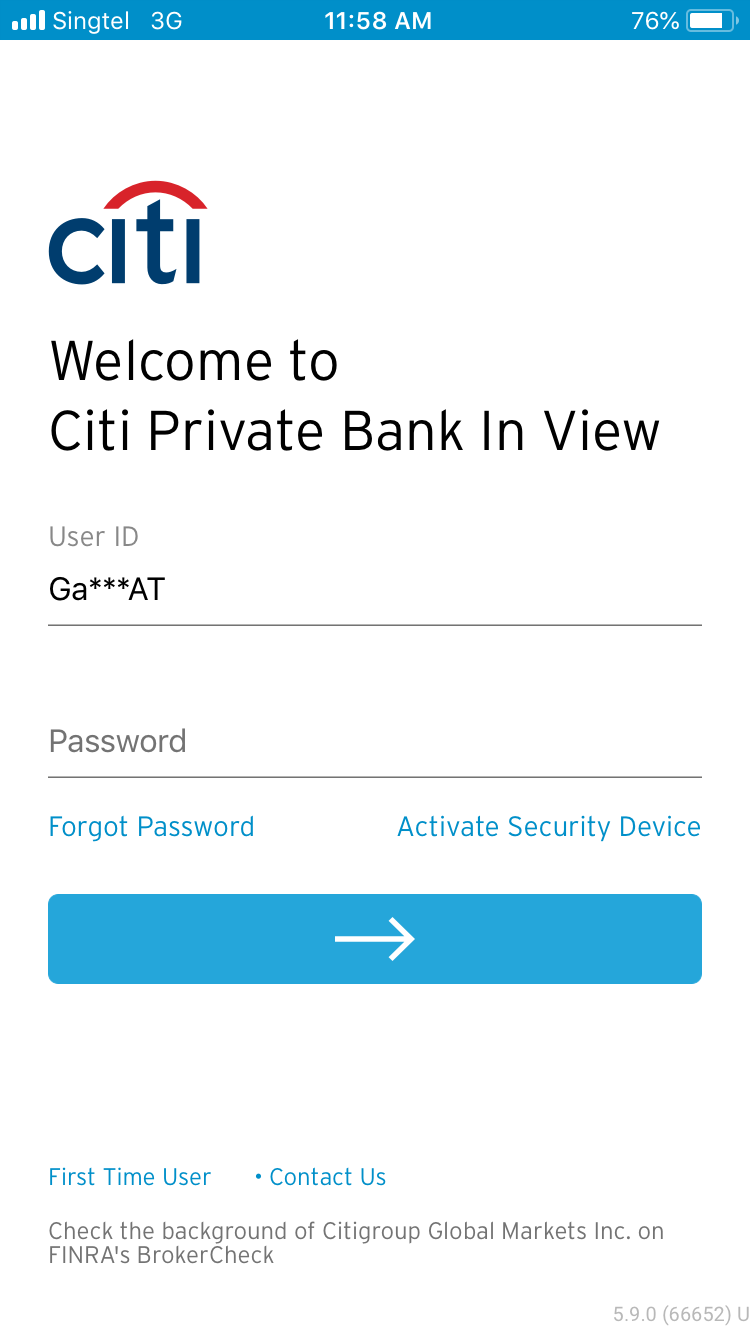 Singtel 3G 11:58 AM 76%
citi
Welcome to
Citi Private Bank In View
User ID
Ga***AT
Password
Forgot Password Activate Security Device
First Time User • Contact Us
Check the background of Citigroup Global Markets Inc. on
FINRA's BrokerCheck
5.9.0 (66652) U